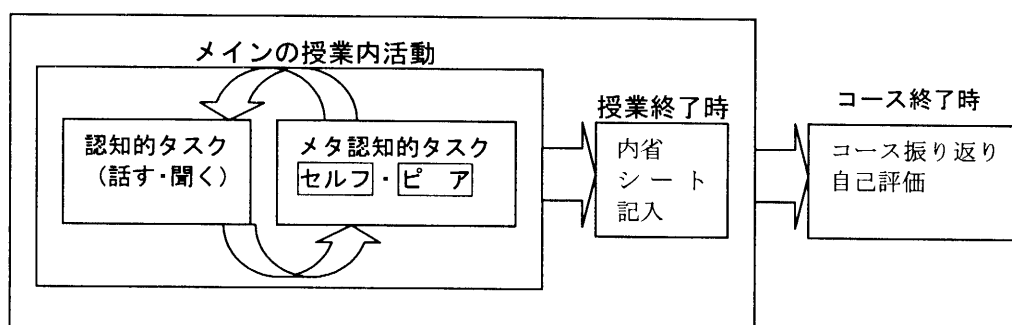 メインの授業内活動
認知的タスク
(話す・聞く)
メタ認知的タスク
セルフ・ピア
授業終了時
内省
シート
記入
コース終了時
コース振り返り
自己評価